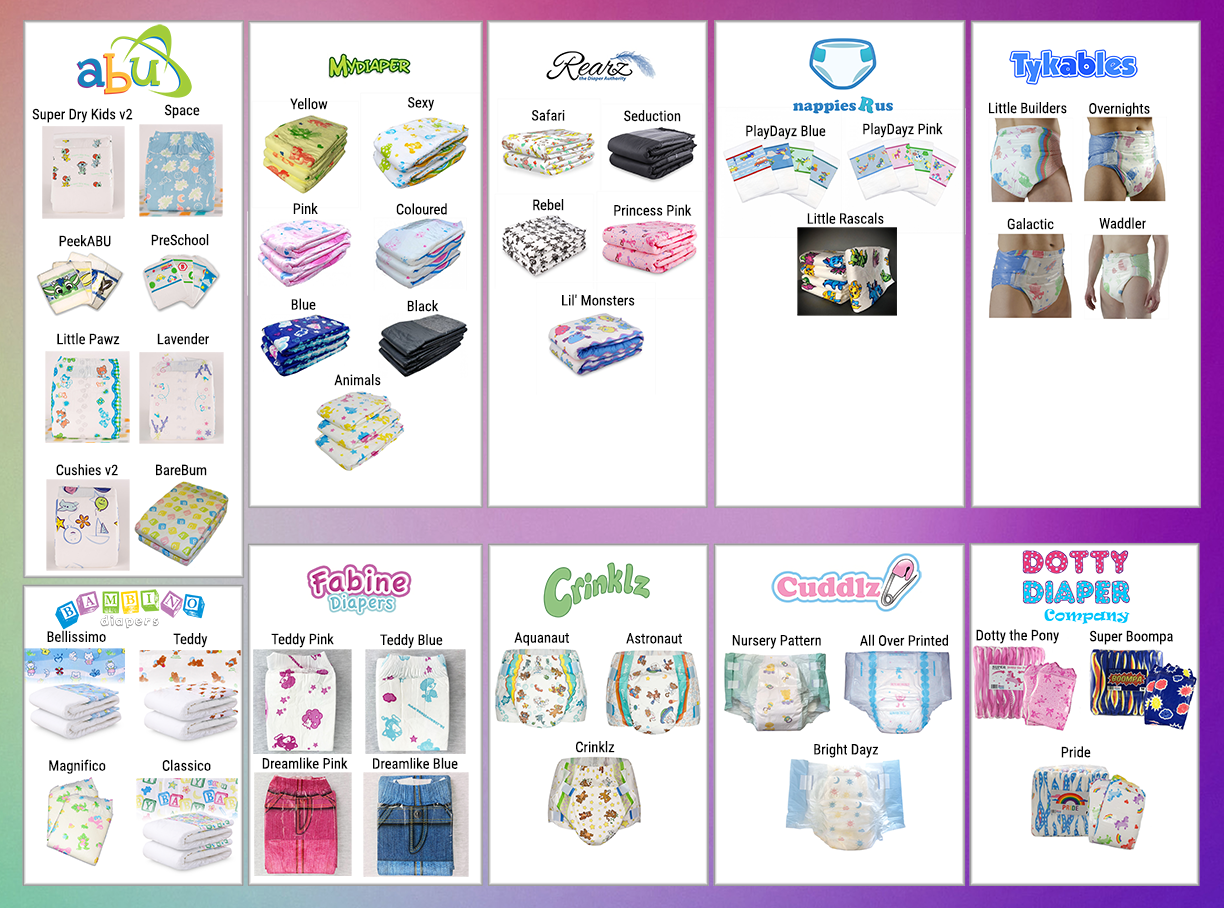 abu
Super Dry Kids v2
Space
PeekABU
PreSchool
Little Pawz
Lavender
Cushies v2
BareBum
MyDiaper
Yellow
Sexy
Pink
Coloured
Blue
Black
Animals
Rearz
the Diaper Authority
Safari
Seduction
Rebel
Princess Pink
Lil' Monsters
nappiesRus
PlayDayz Blue
PlayDayz Pink
Little Rascals
Tykables
Little Builders
Overnights
Galactic
Waddler
BAMBINO
diapers
Bellissimo
Teddy
Magnifico
Classico
Fabine
Diapers
Teddy Pink
Teddy Blue
Dreamlike Pink
Dreamlike Blue
Crinklz
Aquanaut
Astronaut
Crinklz
Cuddlz
Nursery Pattern
All Over Printed
Bright Dayz
DOTTY
DIAPER
Company
Dotty the Pony
Super Boompa
BOOMPA
Pride
PRIDE